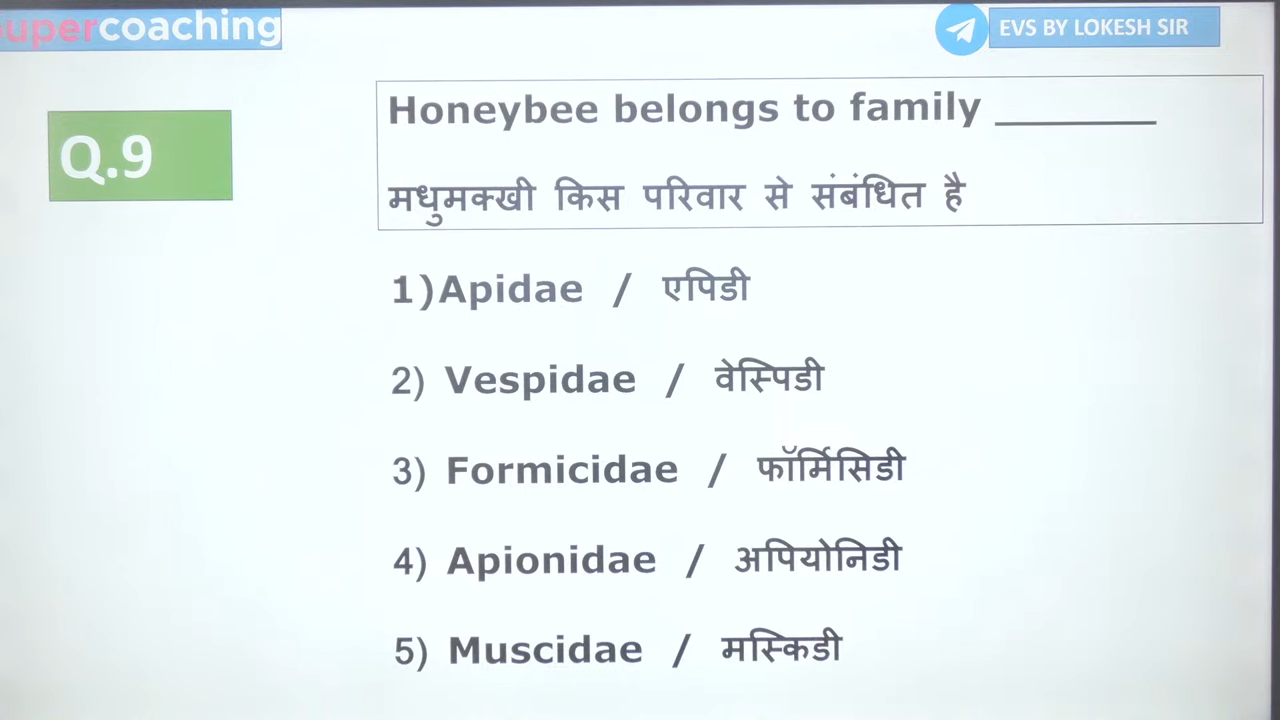 supercoaching
EVS BY LOKESH SIR
Q.9
Honeybee belongs to family ________
मधुमक्खी किस परिवार से संबंधित है
1)Apidae / एपिडी
2) Vespidae / वेस्पिडी
3) Formicidae / फॉर्मिसिडी
4) Apionidae / अपियोनिडी
5) Muscidae / मस्किडी